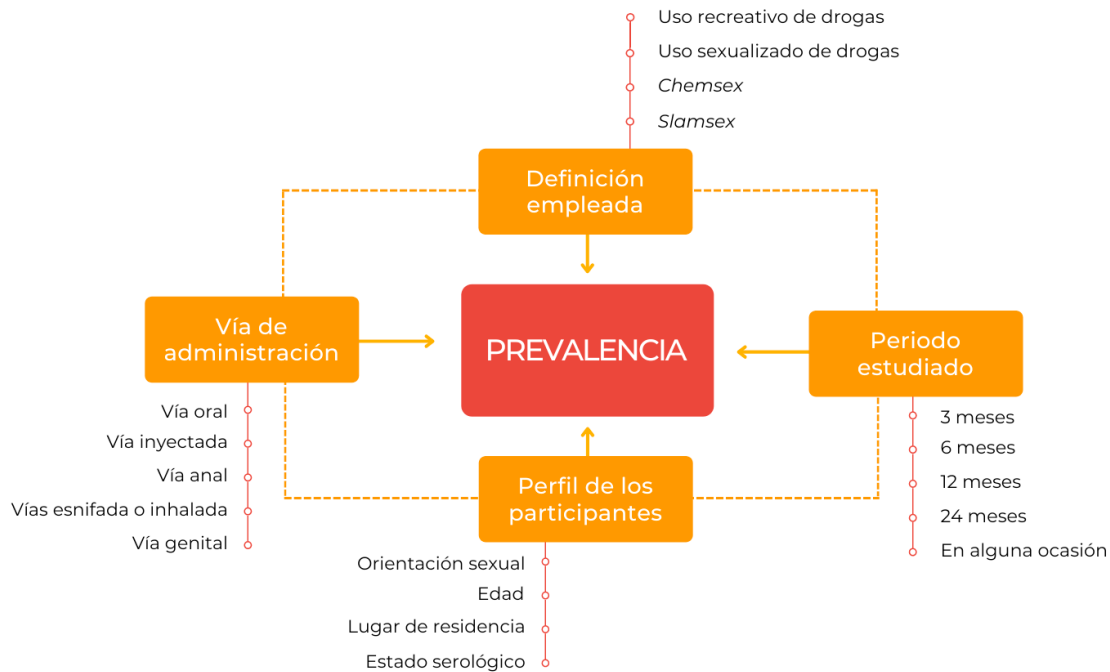 Uso recreativo de drogas
Uso sexualizado de drogas
Chemsex
Slamsex
Definición
empleada
Vía de
administración
PREVALENCIA
Periodo
estudiado
Vía oral
Vía inyectada
Vía anal
Vías esnifada o inhalada
Vía genital
3 meses
6 meses
12 meses
24 meses
En alguna ocasión
Perfil de los
participantes
Orientación sexual
Edad
Lugar de residencia
Estado serológico